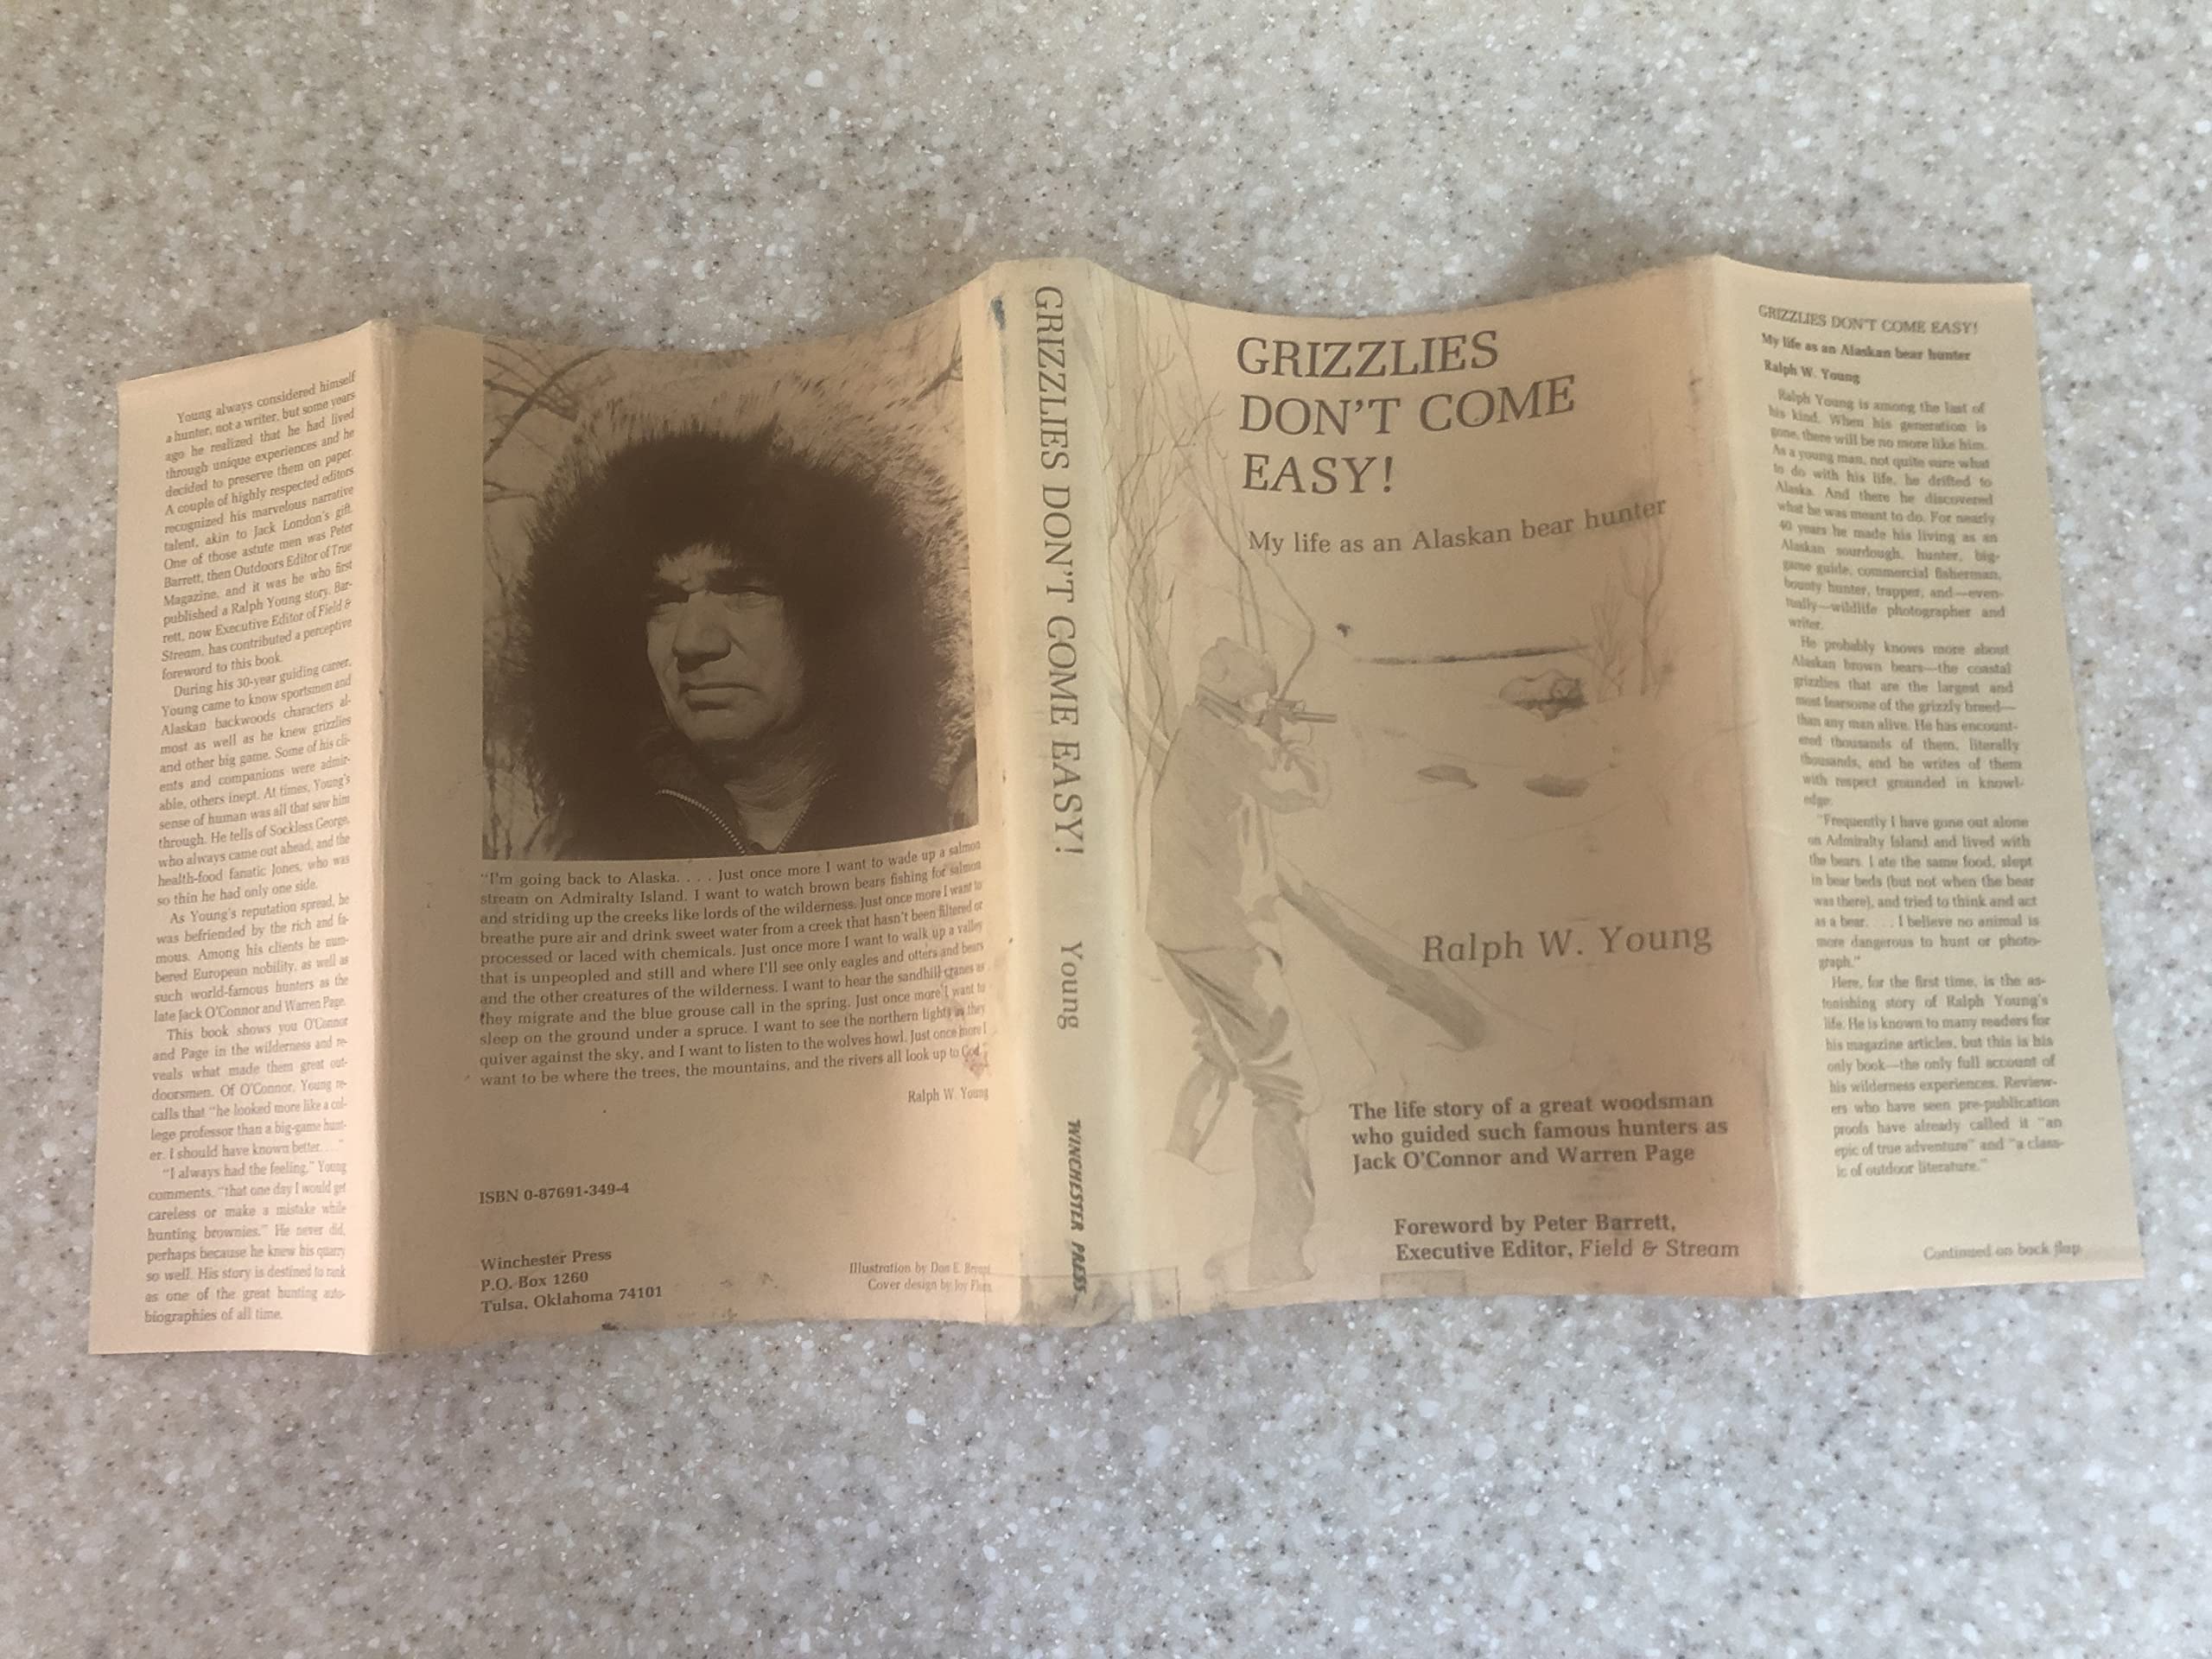 Young always considered himself
a hunter, not a writer, but some years
ago he realized that he had lived
through unique experiences and he
decided to preserve them on paper.
A couple of highly respected editors
recognized his marvelous narrative
talent, akin to Jack London's gift.
One of those astute men was Peter
Barrett, then Outdoors Editor of True
Magazine, and it was he who first
published a Ralph Young story. Bar-
rett, now Executive Editor of Field &
Stream, has contributed a perceptive
foreword to this book.
During his 30-year guiding career,
Young came to know sportsmen and
Alaskan backwoods characters al-
most as well as he knew grizzlies
and other big game. Some of his cli-
ents and companions were admir-
able, others inept. At times, Young's
sense of human was all that saw him
through. He tells of Sockless George,
who always came out ahead, and the
health-food fanatic Jones, who was
so thin he had only one side.
As Young's reputation spread, he
was befriended by the rich and fa-
mous. Among his clients he num-
bered European nobility, as well as
such world-famous hunters as the
late Jack O'Connor and Warren Page.
This book shows you O'Connor
and Page in the wilderness and re-
veals what made them great out-
doorsmen. Of O'Connor, Young re-
calls that "he looked more like a col-
lege professor than a big-game hunt-
er. I should have known better. . . ."
"I always had the feeling," Young
comments, "that one day I would get
careless or make a mistake while
hunting brownies." He never did,
perhaps because he knew his quarry
so well. His story is destined to rank
as one of the great hunting auto-
biographies of all time.
"I'm going back to Alaska. . . . Just once more I want to wade up a salmon
stream on Admiralty Island. I want to watch brown bears fishing for salmon
and striding up the creeks like lords of the wilderness. Just once more I want to
breathe pure air and drink sweet water from a creek that hasn't been filtered or
processed or laced with chemicals. Just once more I want to walk up a valley
that is unpeopled and still and where I'll see only eagles and otters and bears
and the other creatures of the wilderness. I want to hear the sandhill cranes as
they migrate and the blue grouse call in the spring. Just once more I want to
sleep on the ground under a spruce. I want to see the northern lights as they
quiver against the sky, and I want to listen to the wolves howl. Just once more I
want to be where the trees, the mountains, and the rivers all look up to God."
Ralph W. Young
ISBN 0-87691-349-4
Winchester Press
P.O. Box 1260
Tulsa, Oklahoma 74101
Illustration by Don E.
Cover design by Joy
GRIZZLIES DON'T COME EASY! Young WINCHESTER PRESS
GRIZZLIES
DON'T COME
EASY!
My life as an Alaskan bear hunter
Ralph W. Young
The life story of a great woodsman
who guided such famous hunters as
Jack O'Connor and Warren Page
Foreword by Peter Barrett,
Executive Editor, Field & Stream
GRIZZLIES DON'T COME EASY!
My life as an Alaskan bear hunter
Ralph W. Young
Ralph Young is among the last of
his kind. When his generation is
gone, there will be no more like him.
As a young man, not quite sure what
to do with his life, he drifted to
Alaska. And there he discovered
what he was meant to do. For nearly
40 years he made his living as an
Alaskan sourdough, hunter, big-
game guide, commercial fisherman,
bounty hunter, trapper, and—even-
tually—wildlife photographer and
writer.
He probably knows more about
Alaskan brown bears—the coastal
grizzlies that are the largest and
most fearsome of the grizzly breed—
than any man alive. He has encount-
ered thousands of them, literally
thousands, and he writes of them
with respect grounded in knowl-
edge.
"Frequently I have gone out alone
on Admiralty Island and lived with
the bears. I ate the same food, slept
in bear beds (but not when the bear
was there), and tried to think and act
as a bear. . . . I believe no animal is
more dangerous to hunt or photo-
graph."
Here, for the first time, is the as-
tonishing story of Ralph Young's
life. He is known to many readers for
his magazine articles, but this is his
only book—the only full account of
his wilderness experiences. Review-
ers who have seen pre-publication
proofs have already called it "an
epic of true adventure" and "a class-
ic of outdoor literature."
Continued on back flap